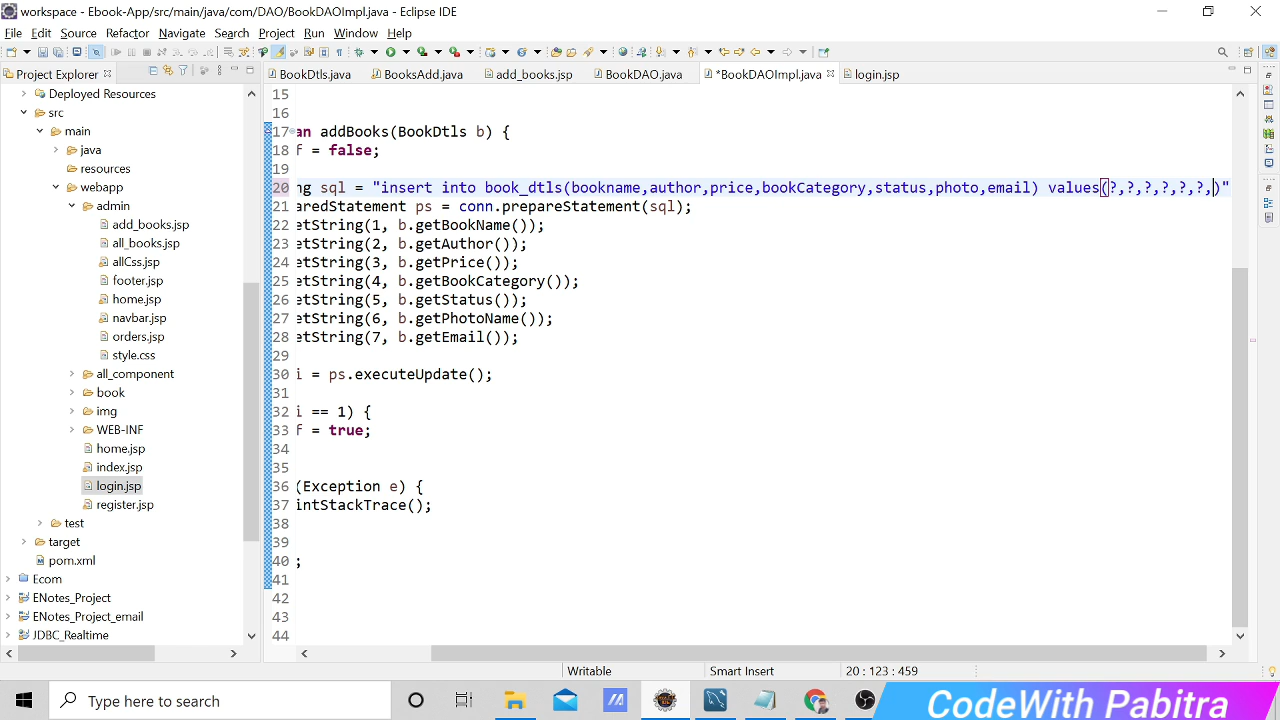 workspace - Ebook-App/src/main/java/com/DAO/BookDAOImpl.java - Eclipse IDE
File Edit Source Refactor Navigate Search Project Run Window Help
Project Explorer
BookDtls.java BooksAdd.java add_books.jsp BookDAO.java *BookDAOImpl.java login.jsp
Deployed Resources
src
main
java
resources
webapp
admin
add_books.jsp
all_books.jsp
allCss.jsp
footer.jsp
home.jsp
navbar.jsp
orders.jsp
style.css
all_component
book
img
WEB-INF
home.jsp
index.jsp
login.jsp
register.jsp
test
target
pom.xml
Ecom
ENotes_Project
ENotes_Project_email
JDBC_Realtime
15
16
17 an addBooks(BookDtls b) {
18 f = false;
19
20 ng sql = "insert into book_dtls(bookname,author,price,bookCategory,status,photo,email) values(?,?,?,?,?,?,)"
21 aredStatement ps = conn.prepareStatement(sql);
22 etString(1, b.getBookName());
23 etString(2, b.getAuthor());
24 etString(3, b.getPrice());
25 etString(4, b.getBookCategory());
26 etString(5, b.getStatus());
27 etString(6, b.getPhotoName());
28 etString(7, b.getEmail());
29
30 i = ps.executeUpdate();
31
32 i == 1) {
33 f = true;
34
35
36 (Exception e) {
37 intStackTrace();
38
39
40 ;
41
42
43
44
Writable Smart Insert 20 : 123 : 459
Type here to search
CodeWith Pabitra